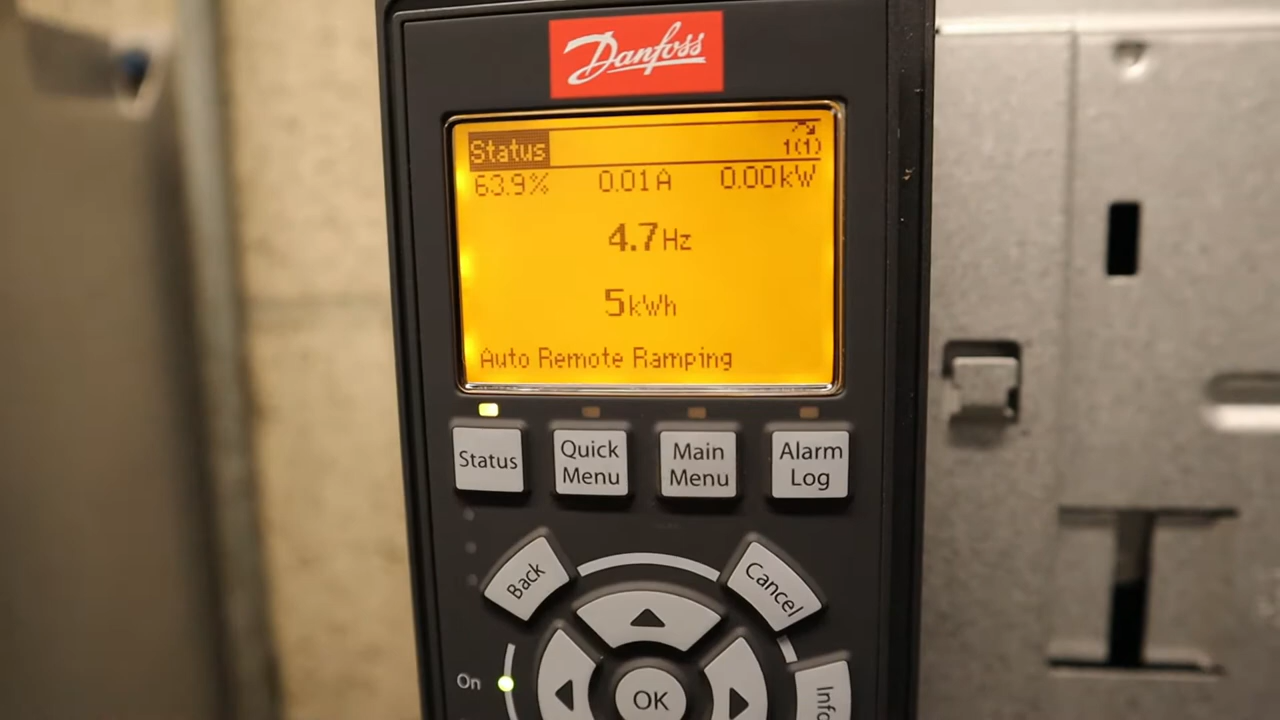 Danfoss
Status 1(1)
63.9% 0.01A 0.00kW
4.7Hz
5kWh
Auto Remote Ramping
Status Quick Menu Main Menu Alarm Log
Back Cancel
On OK